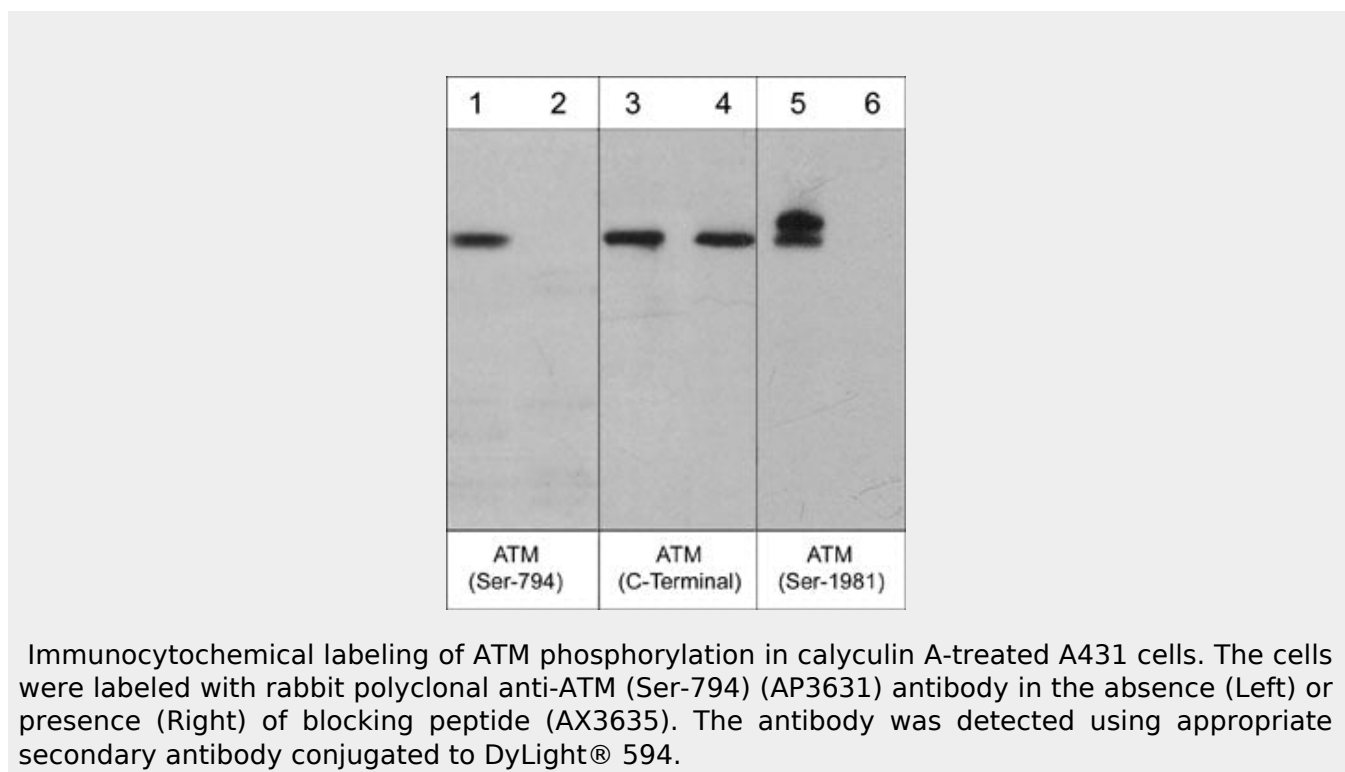 1 2 3 4 5 6
ATM ATM ATM
(Ser-794) (C-Terminal) (Ser-1981)
Immunocytochemical labeling of ATM phosphorylation in calyculin A-treated A431 cells. The cells
were labeled with rabbit polyclonal anti-ATM (Ser-794) (AP3631) antibody in the absence (Left) or
presence (Right) of blocking peptide (AX3635). The antibody was detected using appropriate
secondary antibody conjugated to DyLight® 594.